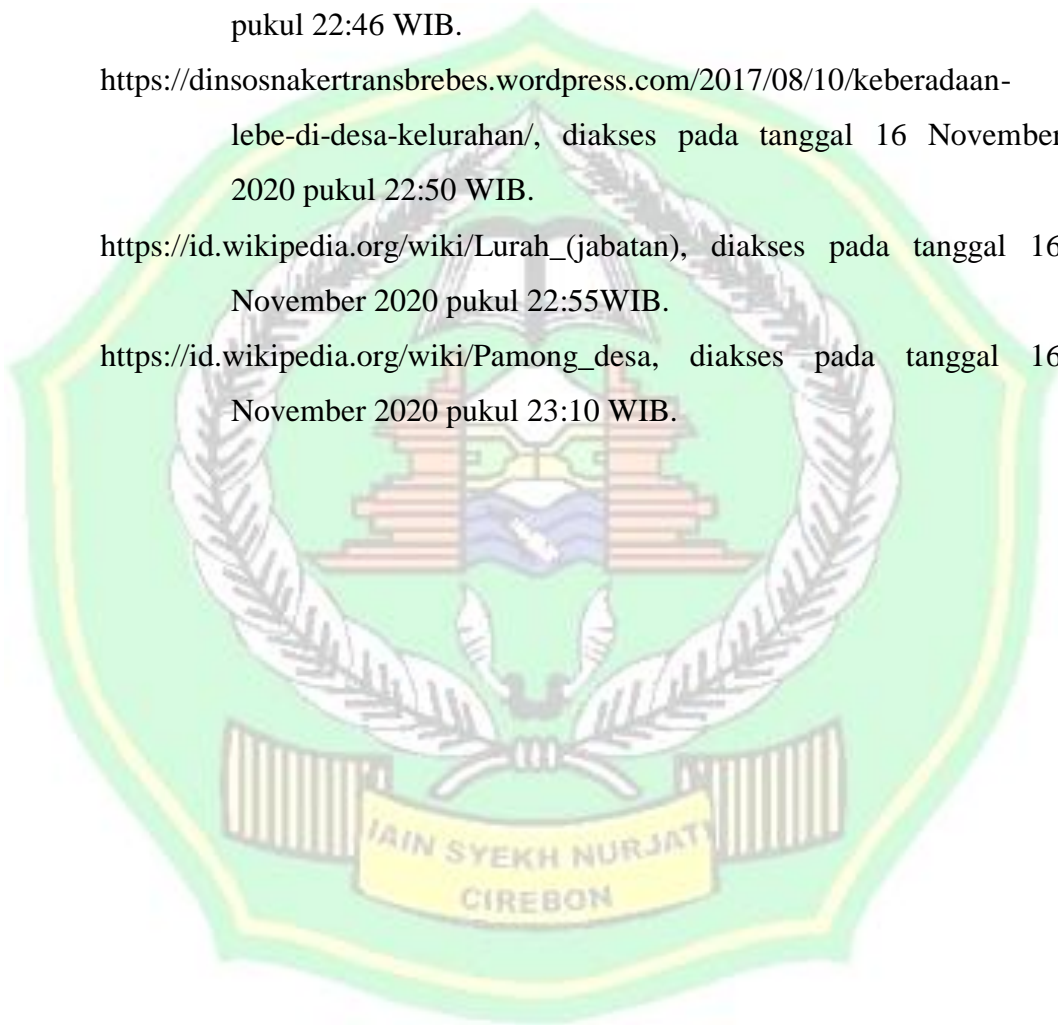 pukul 22:46 WIB.
https://dinsosnakertransbrebes.wordpress.com/2017/08/10/keberadaan-
lebe-di-desa-kelurahan/, diakses pada tanggal 16 November
2020 pukul 22:50 WIB.
https://id.wikipedia.org/wiki/Lurah_(jabatan), diakses pada tanggal 16
November 2020 pukul 22:55WIB.
https://id.wikipedia.org/wiki/Pamong_desa, diakses pada tanggal 16
November 2020 pukul 23:10 WIB.
IAIN SYEKH NURJATI
CIREBON